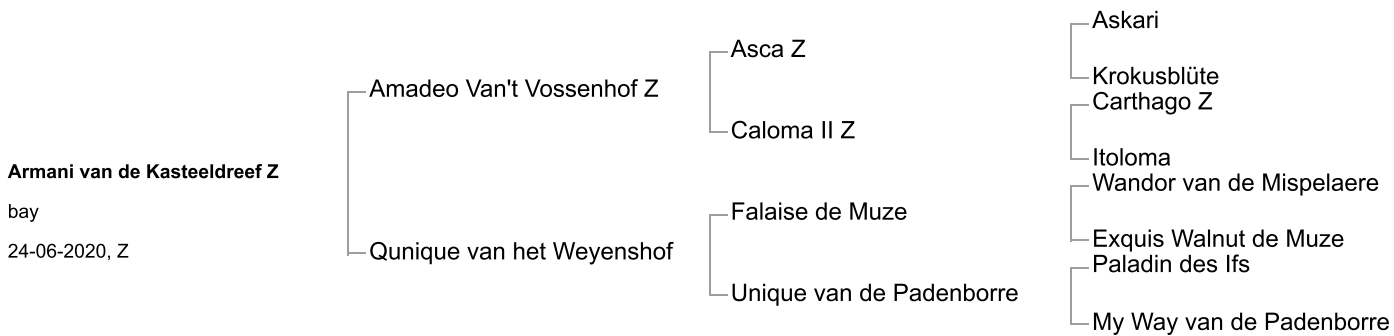 Armani van de Kasteeldreef Z
bay
24-06-2020, Z
Amadeo Van't Vossenhof Z
Qunique van het Weyenshof
Asca Z
Caloma II Z
Falaise de Muze
Unique van de Padenborre
Askari
Krokusblüte
Carthago Z
Itoloma
Wandor van de Mispelaere
Exquis Walnut de Muze
Paladin des Ifs
My Way van de Padenborre